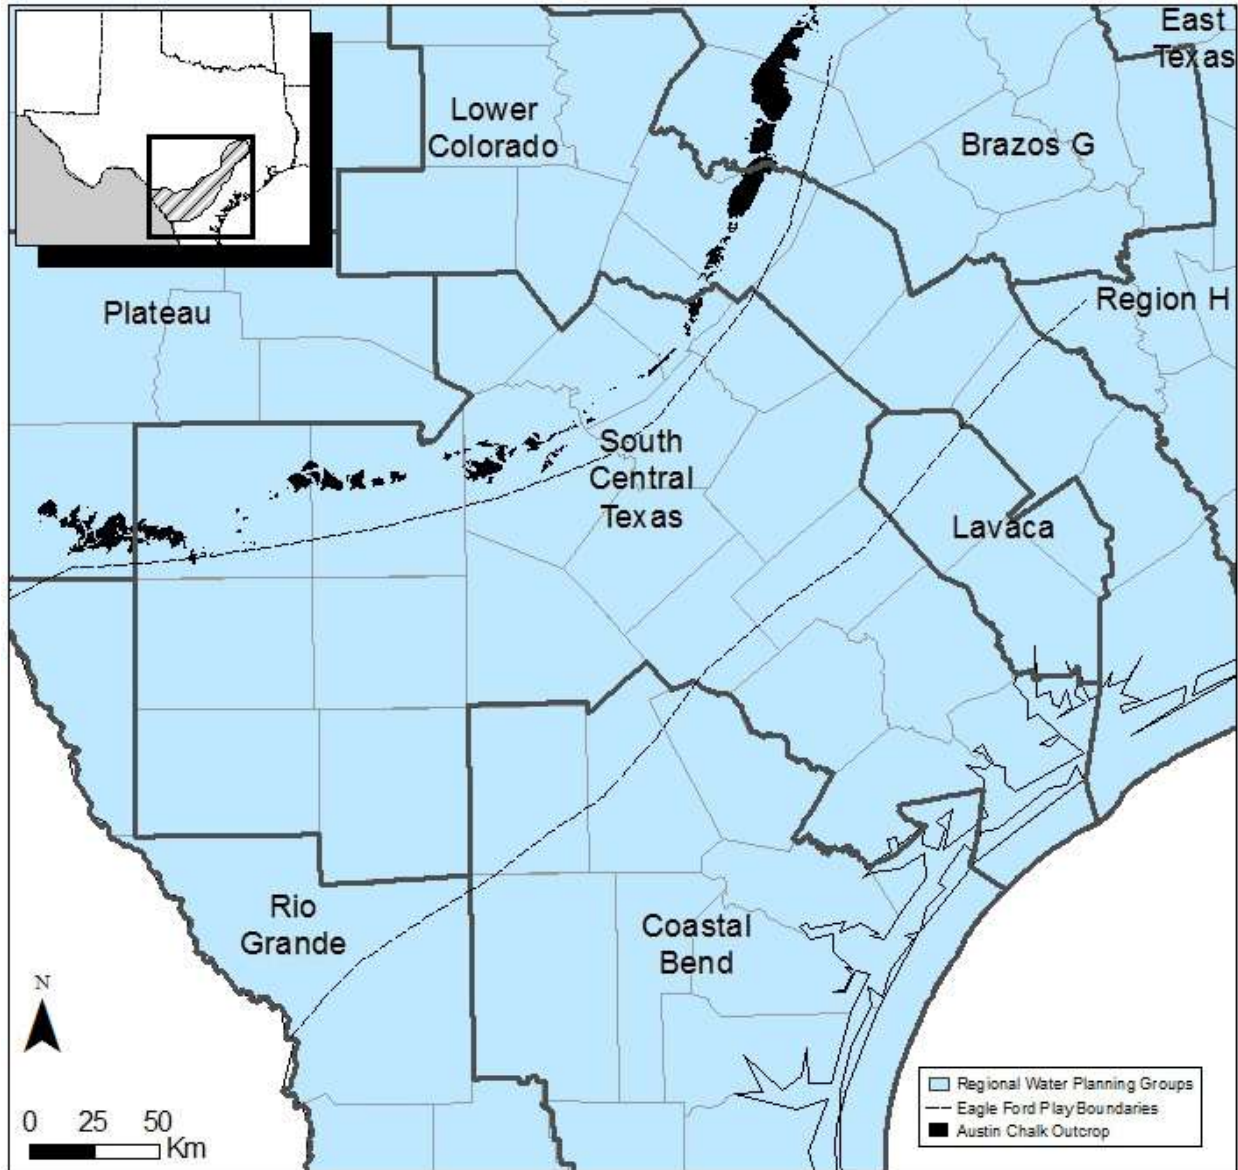 East
Texas
Lower
Colorado
Brazos G
Plateau
Region H
South
Central
Texas
Lavaca
Rio
Grande
Coastal
Bend
N
0 25 50
Km
Regional Water Planning Groups
Eagle Ford Play Boundaries
Austin Chalk Outcrop